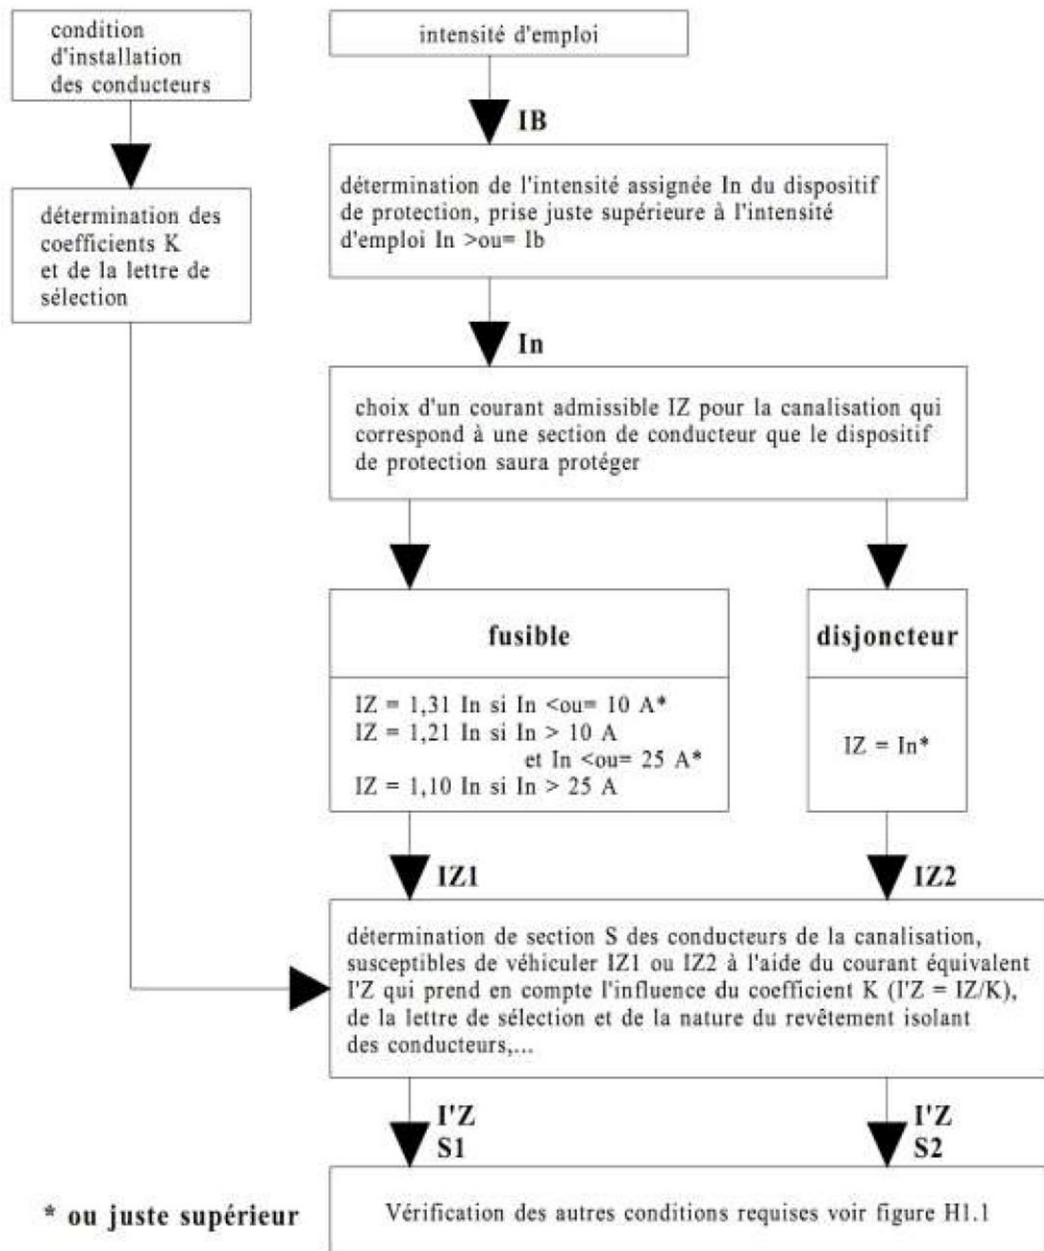 condition
d'installation
des conducteurs
intensité d'emploi
IB
détermination de l'intensité assignée In du dispositif
de protection, prise juste supérieure à l'intensité
d'emploi In >ou= Ib
détermination des
coefficients K
et de la lettre de
sélection
In
choix d'un courant admissible IZ pour la canalisation qui
correspond à une section de conducteur que le dispositif
de protection saura protéger
fusible
IZ = 1,31 In si In <ou= 10 A*
IZ = 1,21 In si In > 10 A
et In <ou= 25 A*
IZ = 1,10 In si In > 25 A
disjoncteur
IZ = In*
IZ1
IZ2
détermination de section S des conducteurs de la canalisation,
susceptibles de véhiculer IZ1 ou IZ2 à l'aide du courant équivalent
I'Z qui prend en compte l'influence du coefficient K (I'Z = IZ/K),
de la lettre de sélection et de la nature du revêtement isolant
des conducteurs,...
I'Z
S1
I'Z
S2
* ou juste supérieur
Vérification des autres conditions requises voir figure H1.1